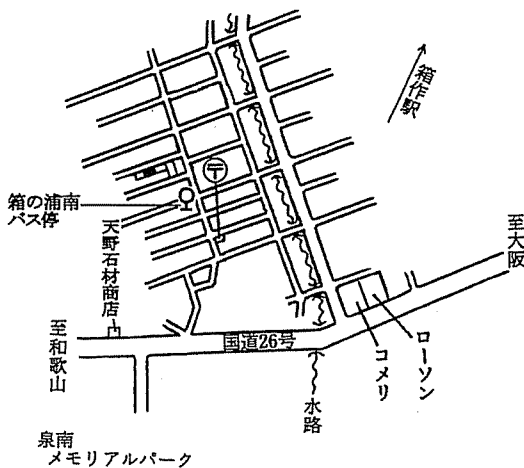 箱作駅
〒
箱の浦南
バス停
天野石材商店
至大阪
至和歌山
国道26号
ローソン
コメリ
水路
泉南
メモリアルパーク